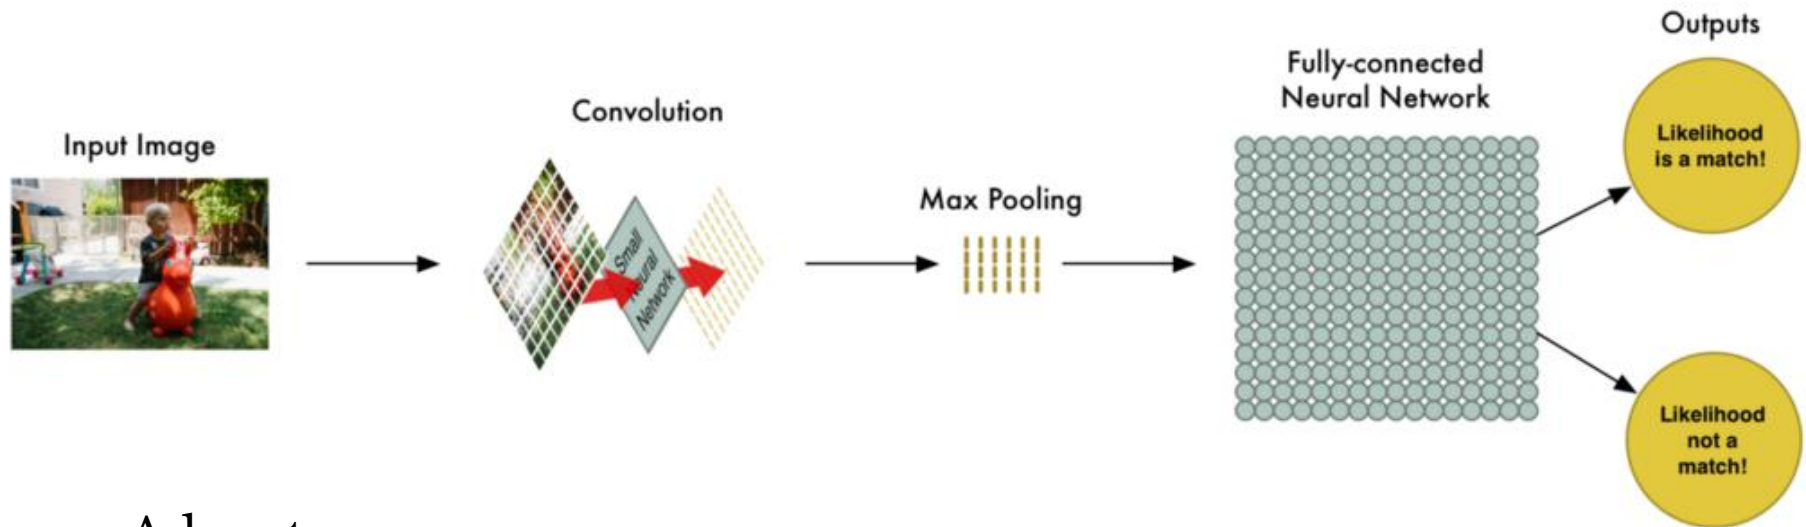 Input Image
Convolution
Small
Neural
Network
Max Pooling
Fully-connected
Neural Network
Outputs
Likelihood
is a match!
Likelihood
not a
match!